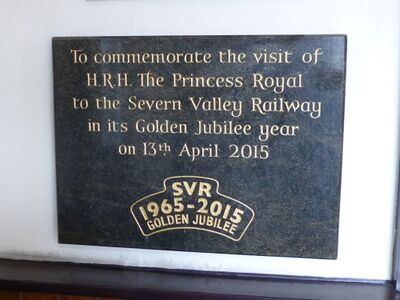 To commemorate the visit of
H.R.H. The Princess Royal
to the Severn Valley Railway
in its Golden Jubilee year
on 13th April 2015
SVR
1965-2015
GOLDEN JUBILEE